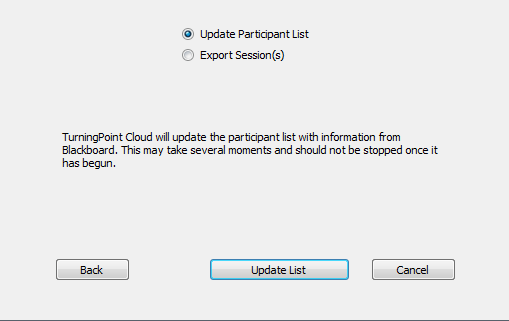 Update Participant List
Export Session(s)
TurningPoint Cloud will update the participant list with information from
Blackboard. This may take several moments and should not be stopped once it
has begun.
Back
Update List
Cancel